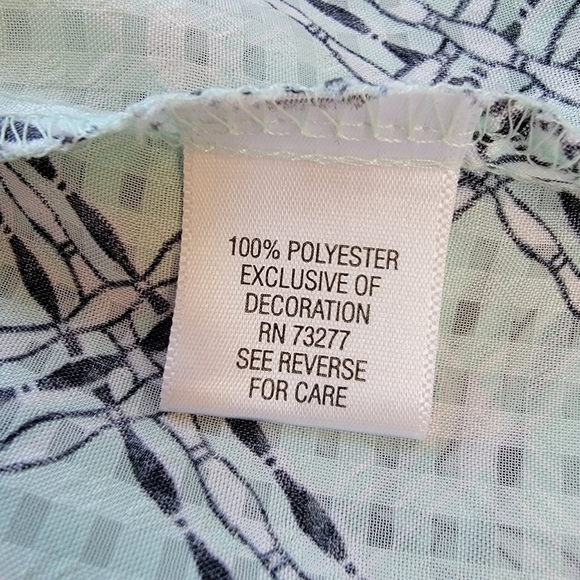 100% POLYESTER
EXCLUSIVE OF
DECORATION
RN 73277
SEE REVERSE
FOR CARE